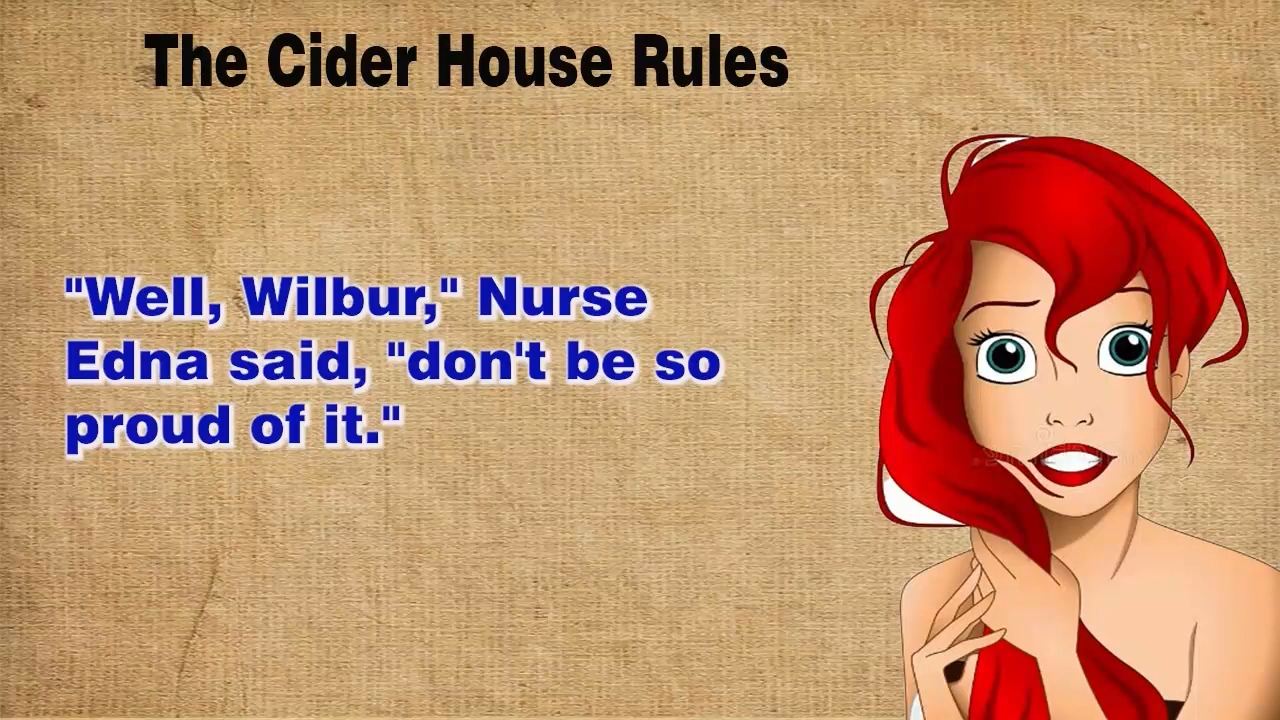 The Cider House Rules
"Well, Wilbur," Nurse
Edna said, "don't be so
proud of it."